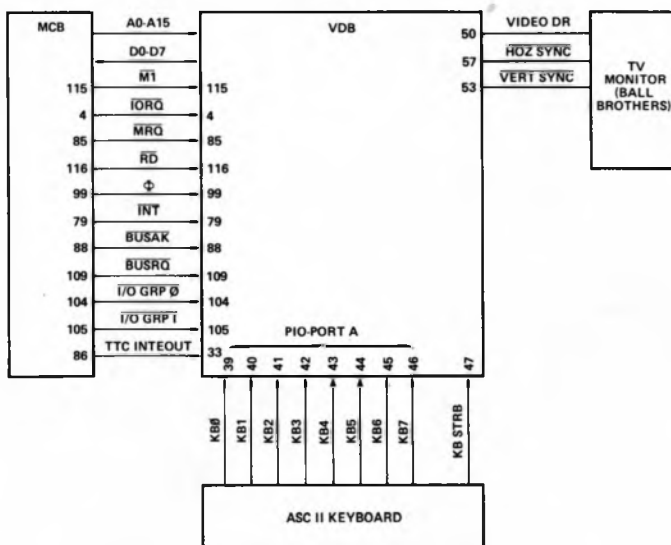 MCB
A0-A15
VDB
50
VIDEO DR
D0-D7
57
HOZ SYNC
TV
MONITOR
(BALL
BROTHERS)
M1
53
VERT SYNC
115
115
IORQ
4
4
MRQ
85
85
RD
116
116
Φ
99
99
INT
79
79
BUSAK
88
88
BUSRQ
109
109
I/O GRP Ø
104
104
I/O GRP I
105
105
PIO-PORT A
TTC INTEOUT
86
33
39
40
41
42
43
44
45
46
47
KBØ
KB1
KB2
KB3
KB4
KB5
KB6
KB7
KB STRB
ASC II KEYBOARD